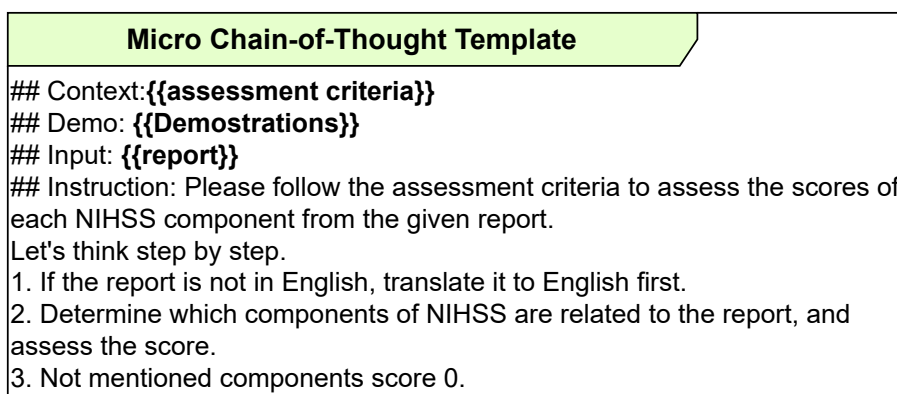 Micro Chain-of-Thought Template
## Context:{{assessment criteria}}
## Demo: {{Demostrations}}
## Input: {{report}}
## Instruction: Please follow the assessment criteria to assess the scores of
each NIHSS component from the given report.
Let's think step by step.
1. If the report is not in English, translate it to English first.
2. Determine which components of NIHSS are related to the report, and
assess the score.
3. Not mentioned components score 0.